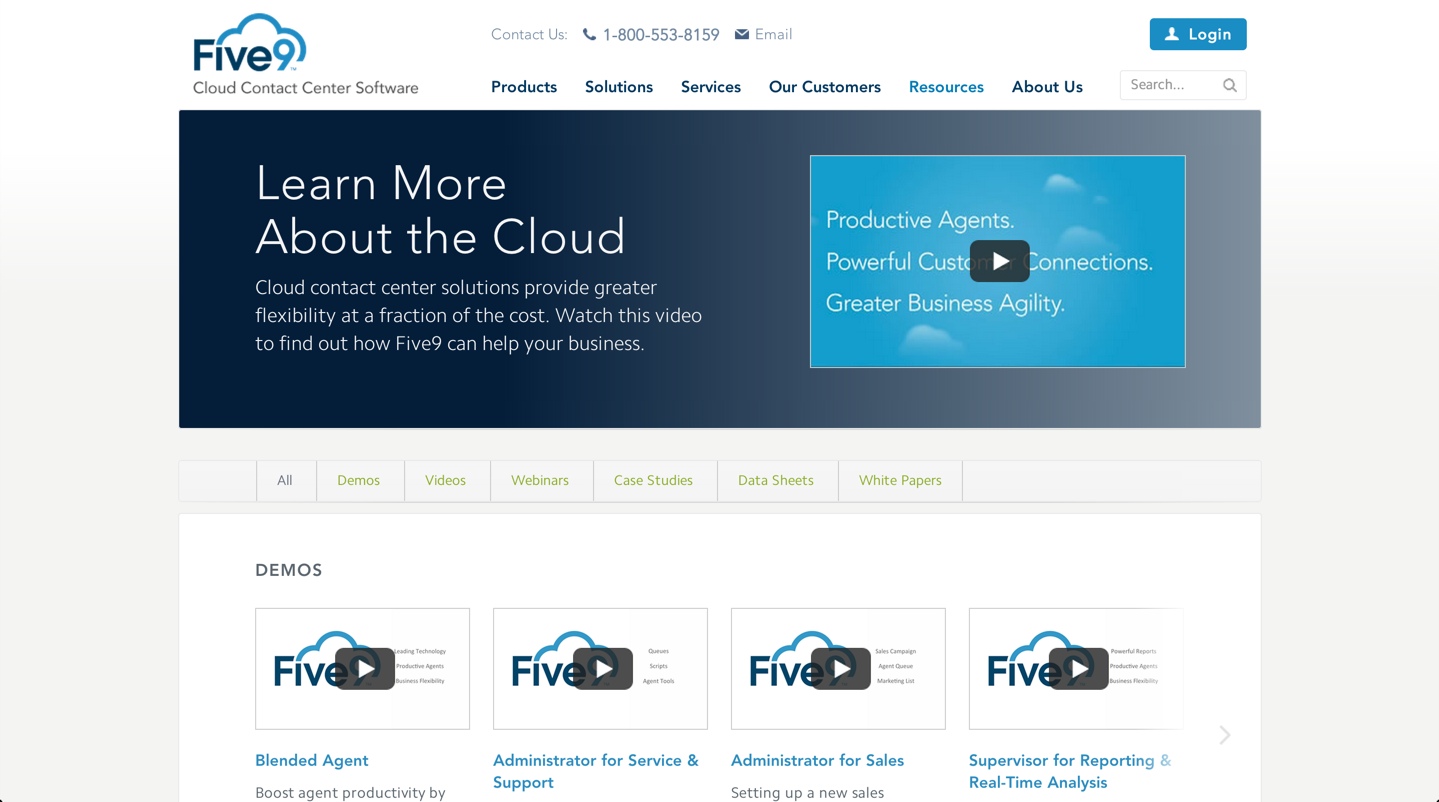 Five9™
Cloud Contact Center Software
Contact Us: 1-800-553-8159 Email
Login
Products Solutions Services Our Customers Resources About Us
Search...
Learn More
About the Cloud
Cloud contact center solutions provide greater
flexibility at a fraction of the cost. Watch this video
to find out how Five9 can help your business.
Productive Agents.
Powerful Customer Connections.
Greater Business Agility.
All Demos Videos Webinars Case Studies Data Sheets White Papers
DEMOS
Five9
Leading Technology
Productive Agents
Business Flexibility
Five9
Queues
Scripts
Agent Tools
Five9
Sales Campaign
Agent Queue
Marketing List
Five9
Powerful Reports
Productive Agents
Business Flexibility
Blended Agent
Boost agent productivity by
Administrator for Service &
Support
Administrator for Sales
Setting up a new sales
Supervisor for Reporting &
Real-Time Analysis